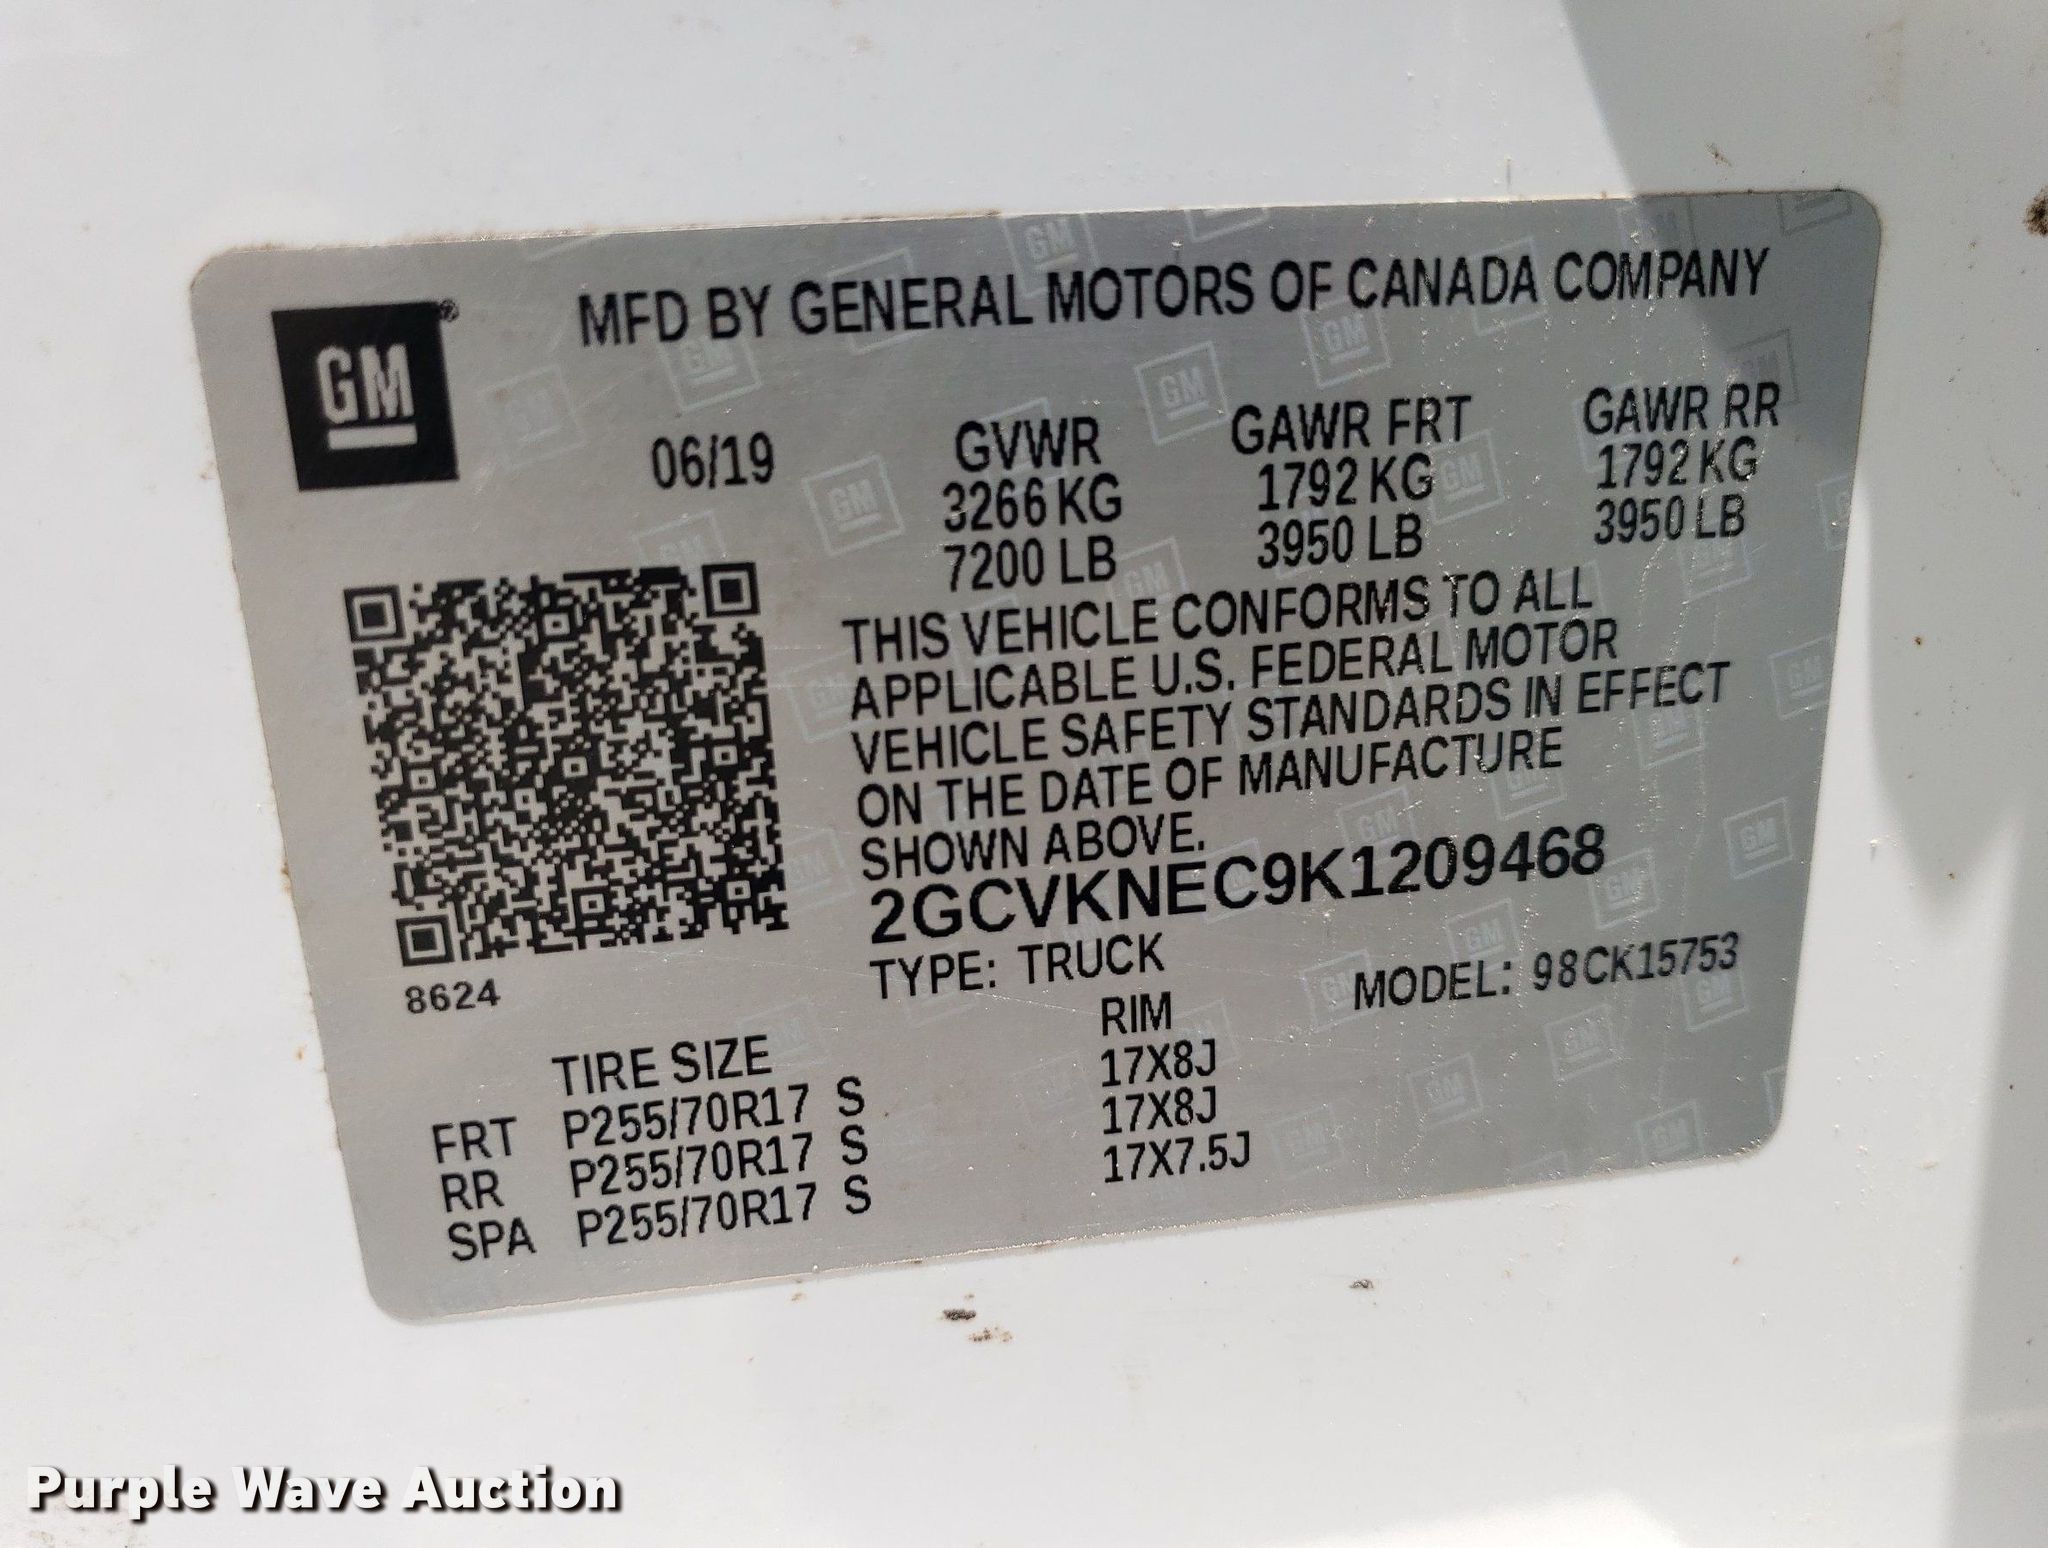 GM®
MFD BY GENERAL MOTORS OF CANADA COMPANY
06/19
GVWR GAWR FRT GAWR RR
3266 KG 1792 KG 1792 KG
7200 LB 3950 LB 3950 LB
THIS VEHICLE CONFORMS TO ALL
APPLICABLE U.S. FEDERAL MOTOR
VEHICLE SAFETY STANDARDS IN EFFECT
ON THE DATE OF MANUFACTURE
SHOWN ABOVE.
2GCVKNEC9K1209468
TYPE: TRUCK MODEL: 98CK15753
8624
TIRE SIZE RIM
FRT P255/70R17 S 17X8J
RR P255/70R17 S 17X8J
SPA P255/70R17 S 17X7.5J
Purple Wave Auction